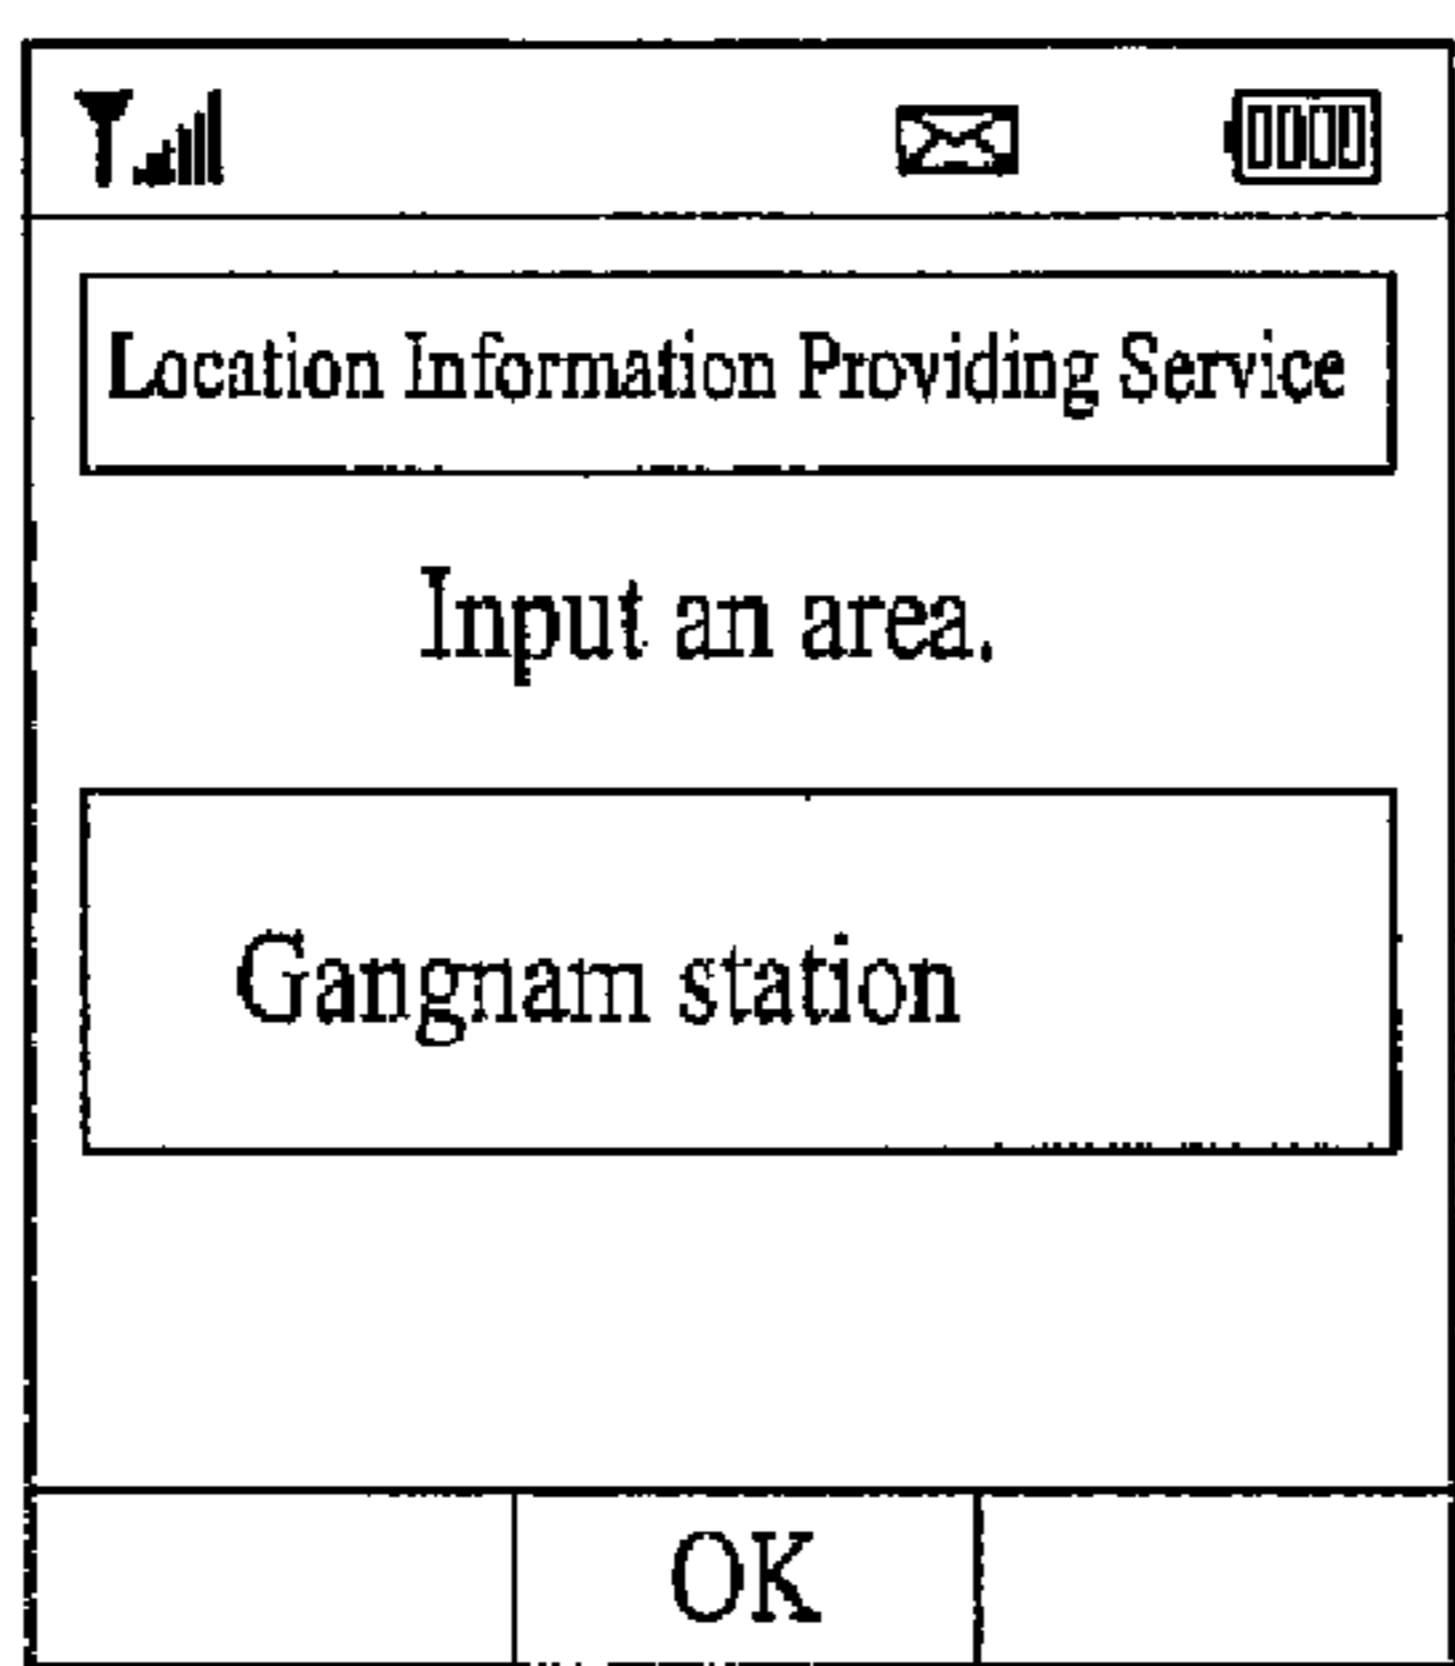 Location Information Providing Service
Input an area.
Gangnam station
OK